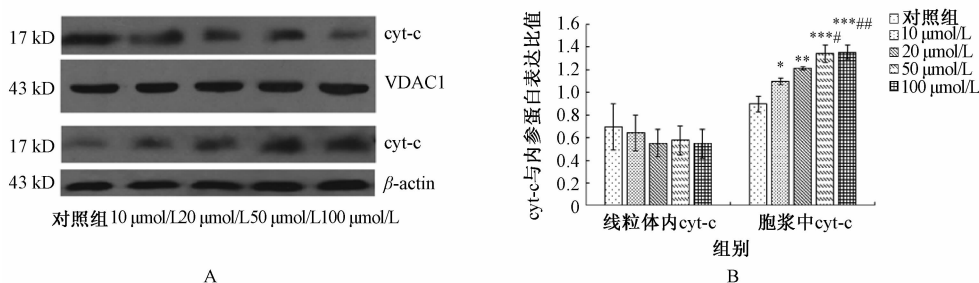 A
17 kD
cyt-c
43 kD
VDAC1
17 kD
cyt-c
43 kD
β-actin
对照组 10 μmol/L20 μmol/L50 μmol/L100 μmol/L
A
B
cyt-c与内参蛋白表达比值
1.6
1.4
1.2
1.0
0.8
0.6
0.4
0.2
0
*
**
***#
***##
对照组
10 μmol/L
20 μmol/L
50 μmol/L
100 μmol/L
线粒体内cyt-c
胞浆中cyt-c
组别
B